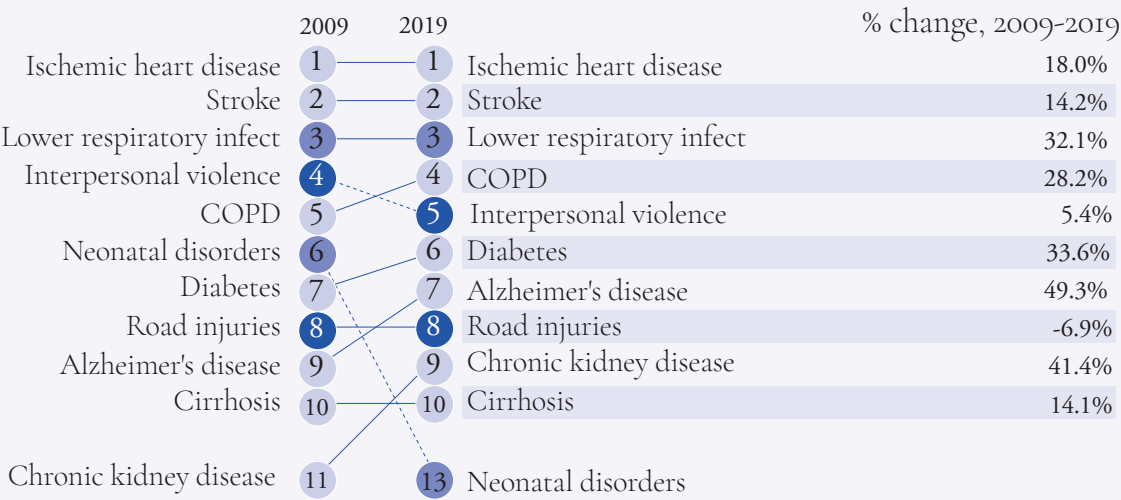 2009 2019 % change, 2009-2019
Ischemic heart disease 1 1 Ischemic heart disease 18.0%
Stroke 2 2 Stroke 14.2%
Lower respiratory infect 3 3 Lower respiratory infect 32.1%
Interpersonal violence 4 4 COPD 28.2%
COPD 5 5 Interpersonal violence 5.4%
Neonatal disorders 6 6 Diabetes 33.6%
Diabetes 7 7 Alzheimer's disease 49.3%
Road injuries 8 8 Road injuries -6.9%
Alzheimer's disease 9 9 Chronic kidney disease 41.4%
Cirrhosis 10 10 Cirrhosis 14.1%
Chronic kidney disease 11 13 Neonatal disorders